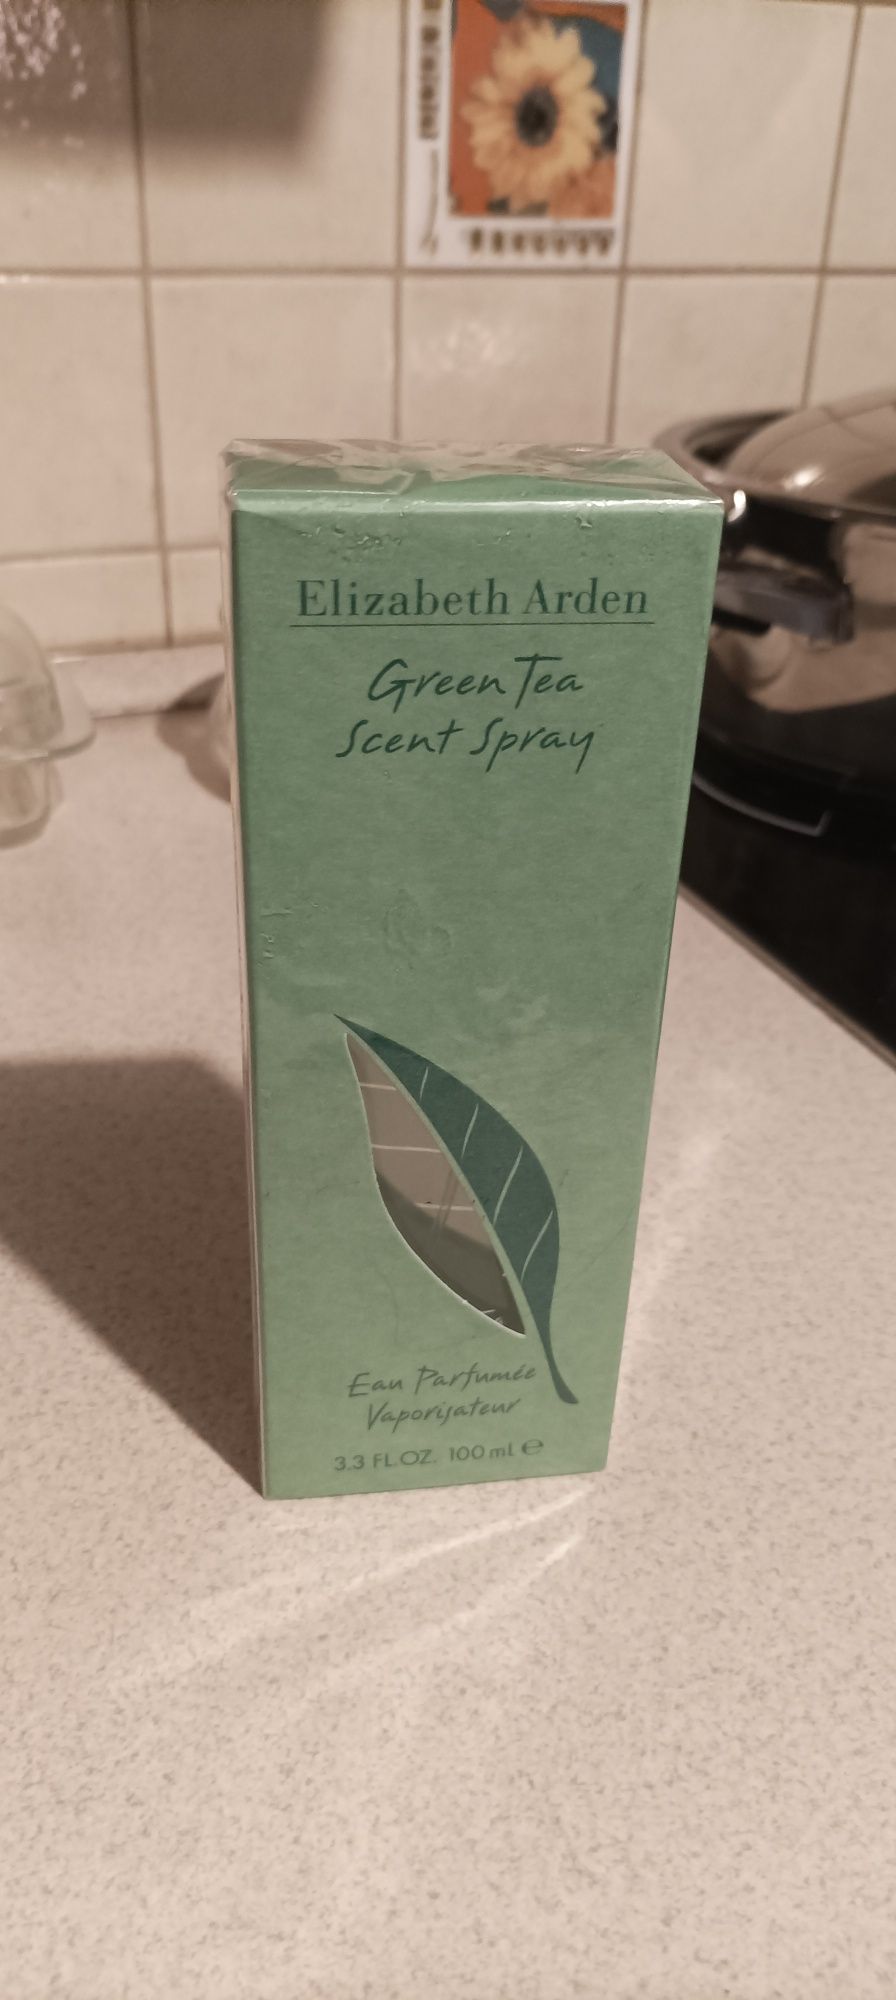 Elizabeth Arden
Green Tea
Scent Spray
Eau Parfumée
Vaporisateur
3.3 FL.OZ. 100 ml ℮